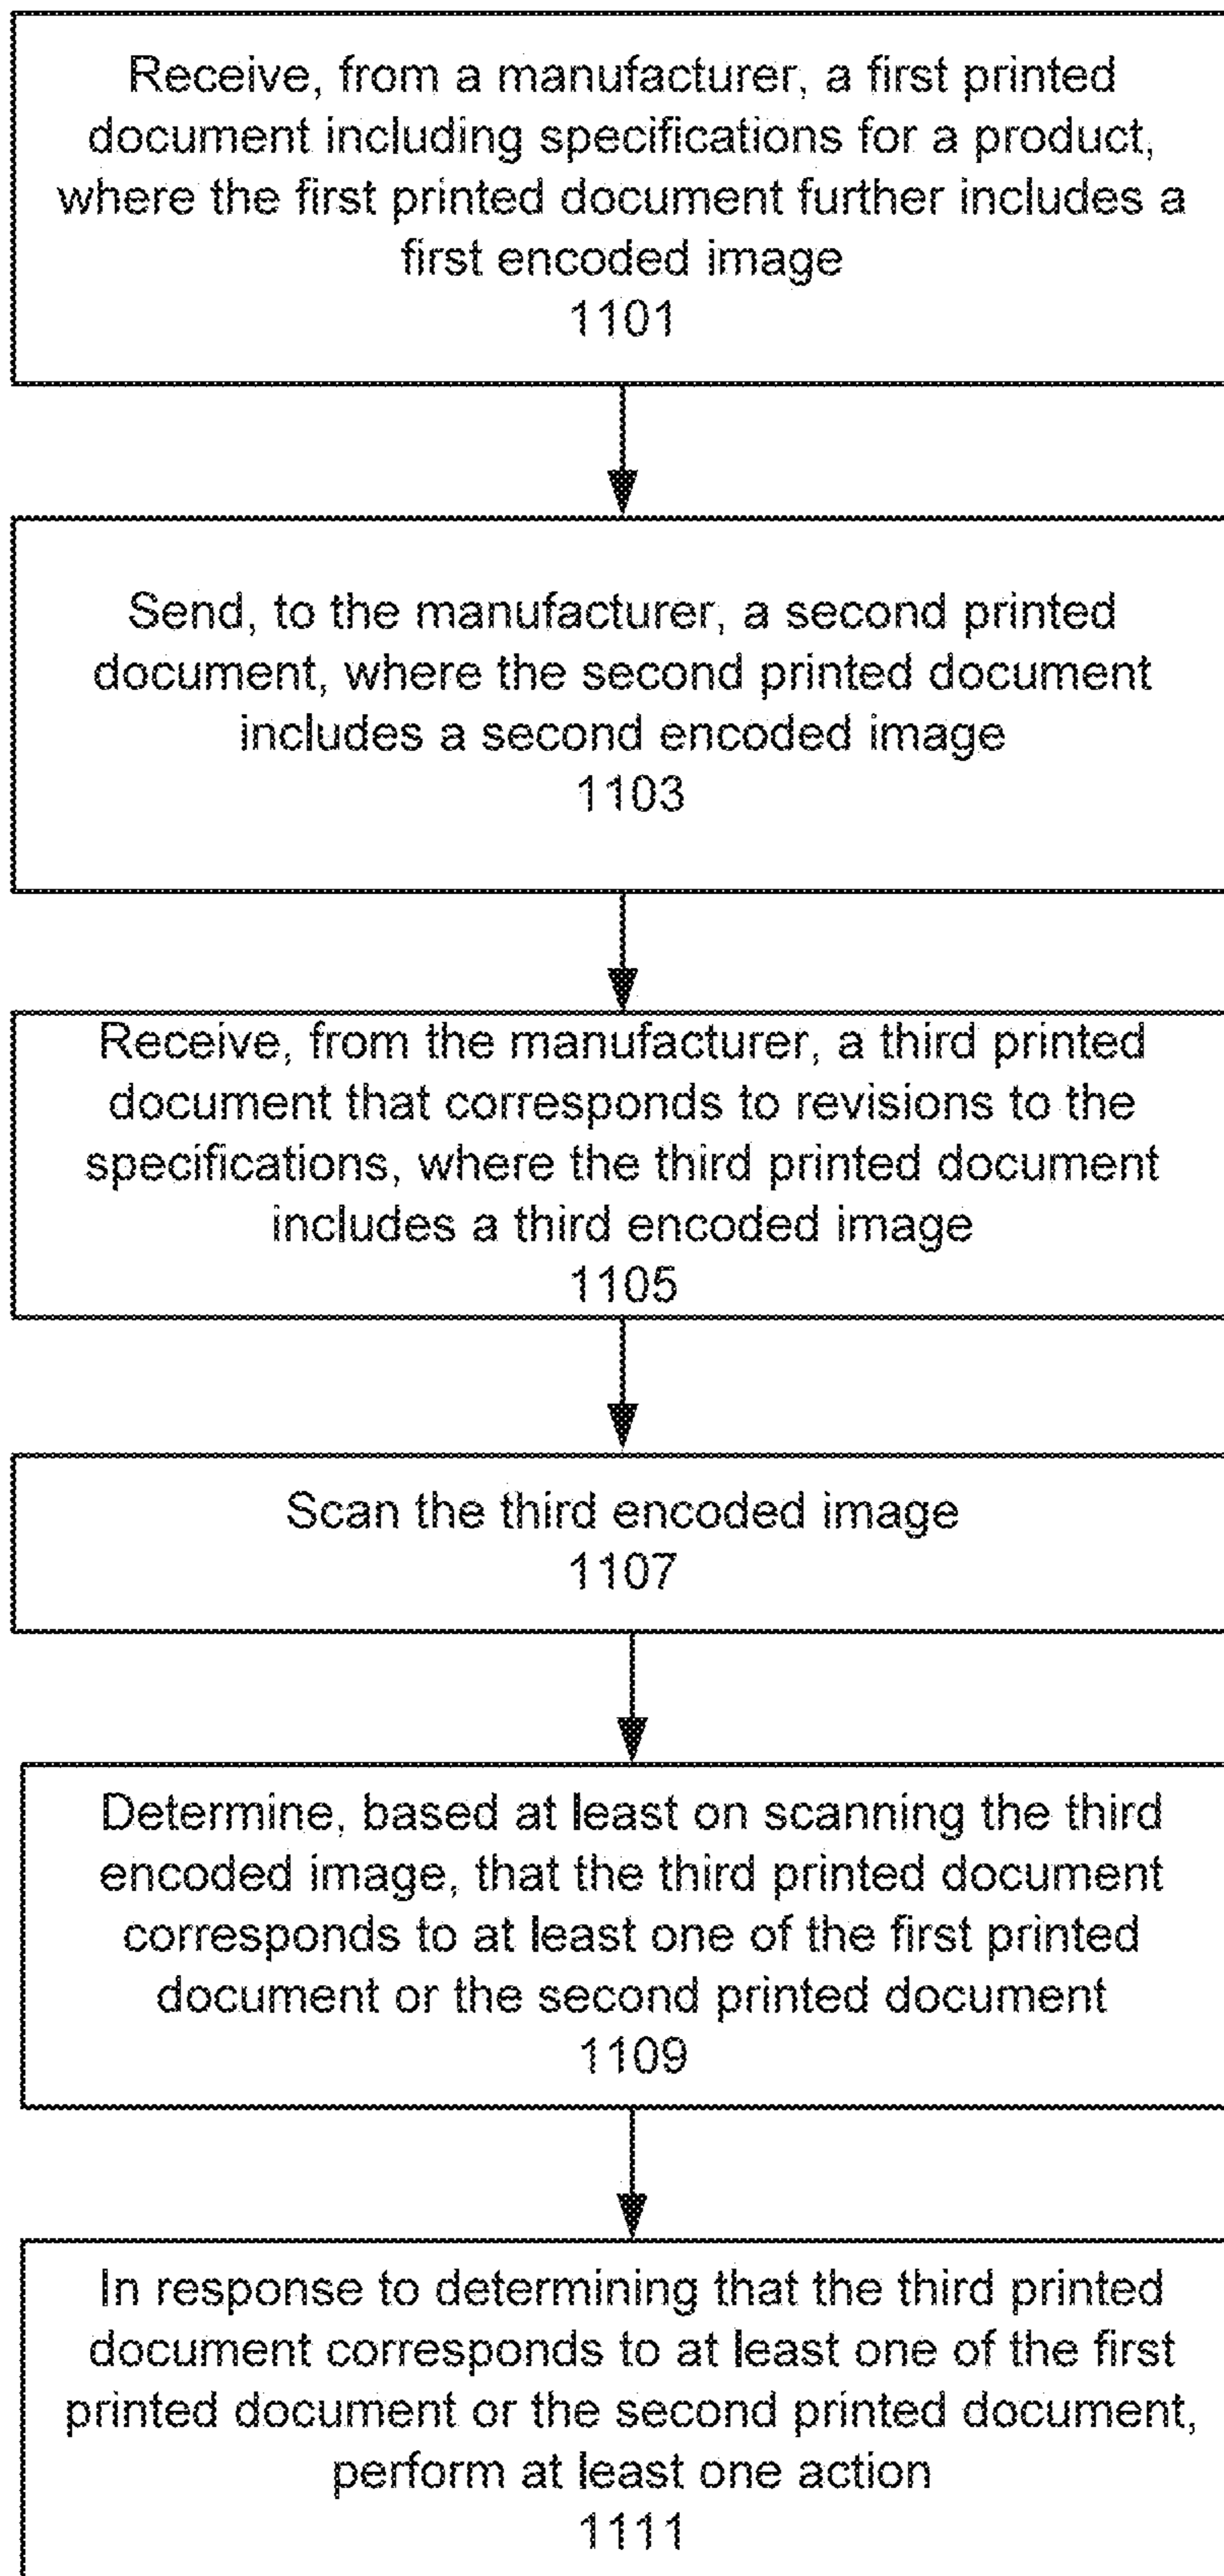 Receive, from a manufacturer, a first printed
document including specifications for a product,
where the first printed document further includes a
first encoded image
1101
Send, to the manufacturer, a second printed
document, where the second printed document
includes a second encoded image
1103
Receive, from the manufacturer, a third printed
document that corresponds to revisions to the
specifications, where the third printed document
includes a third encoded image
1105
Scan the third encoded image
1107
Determine, based at least on scanning the third
encoded image, that the third printed document
corresponds to at least one of the first printed
document or the second printed document
1109
In response to determining that the third printed
document corresponds to at least one of the first
printed document or the second printed document,
perform at least one action
1111